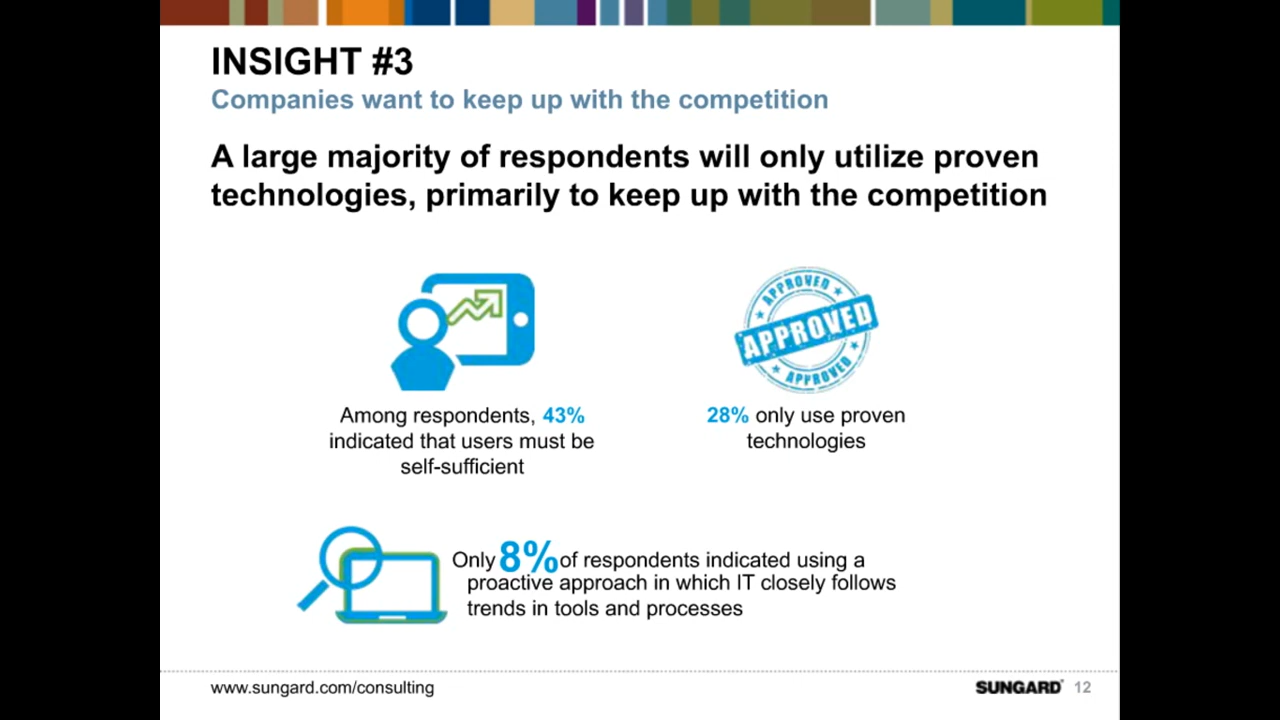 INSIGHT #3
Companies want to keep up with the competition
A large majority of respondents will only utilize proven
technologies, primarily to keep up with the competition
APPROVED
APPROVED
APPROVED
Among respondents, 43%
indicated that users must be
self-sufficient
28% only use proven
technologies
Only 8% of respondents indicated using a
proactive approach in which IT closely follows
trends in tools and processes
www.sungard.com/consulting
SUNGARD® 12